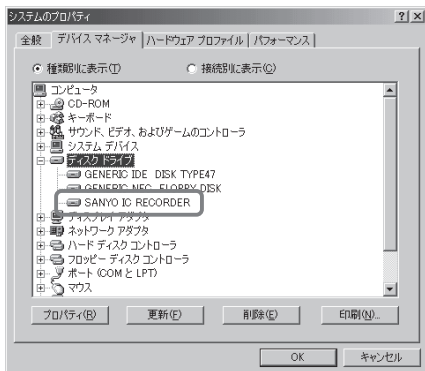 システムのプロパティ
全般
デバイス マネージャ
ハードウェア プロファイル
パフォーマンス
種類別に表示(T)
接続別に表示(C)
コンピュータ
CD-ROM
キーボード
サウンド、ビデオ、およびゲームのコントローラ
システム デバイス
ディスク ドライブ
GENERIC IDE DISK TYPE47
GENERIC NEC FLOPPY DISK
SANYO IC RECORDER
ディスプレイ アダプタ
ネットワーク アダプタ
ハード ディスク コントローラ
フロッピー ディスク コントローラ
ポート (COM と LPT)
マウス
プロパティ(R)
更新(F)
削除(E)
印刷(N)...
OK
キャンセル